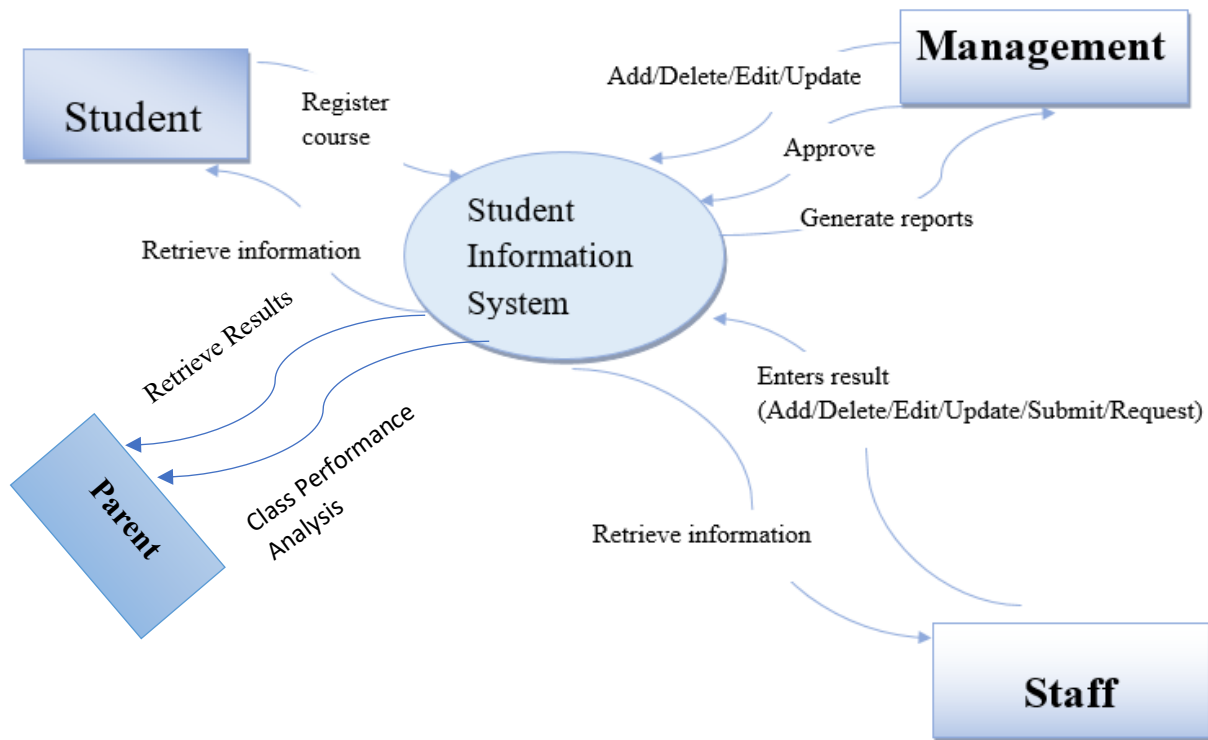 Management
Student
Add/Delete/Edit/Update
Register
course
Approve
Student
Information
System
Generate reports
Retrieve information
Retrieve Results
Enters result
(Add/Delete/Edit/Update/Submit/Request)
Class Performance
Analysis
Parent
Retrieve information
Staff